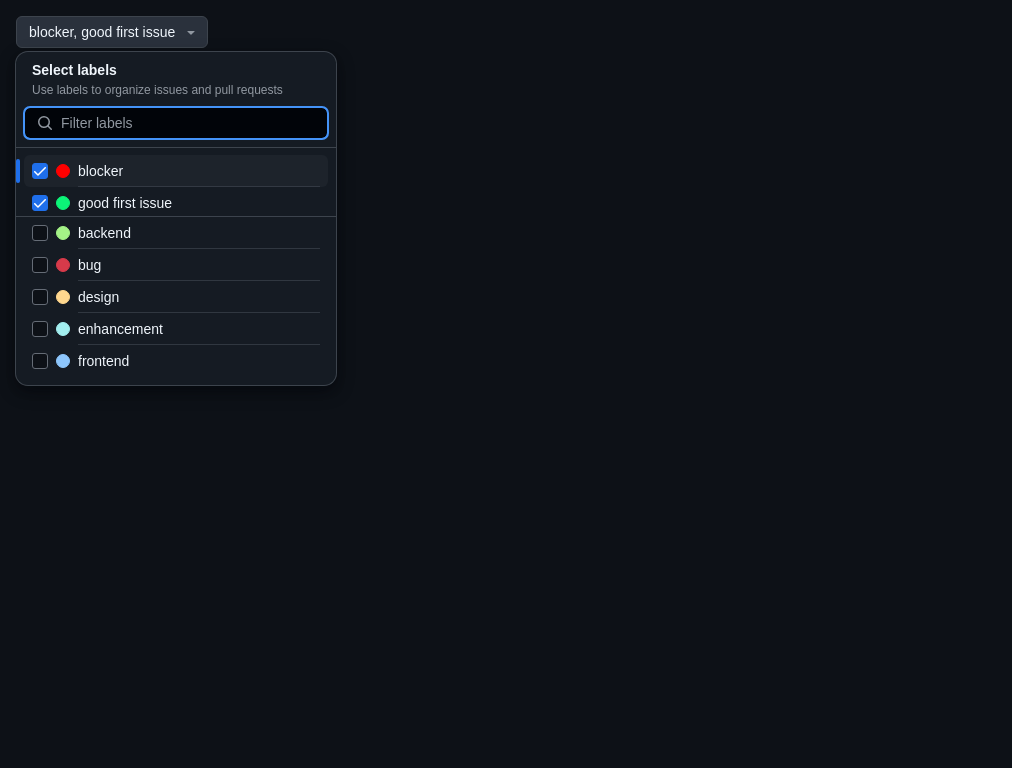 blocker, good first issue
Select labels
Use labels to organize issues and pull requests
Filter labels
blocker
good first issue
backend
bug
design
enhancement
frontend